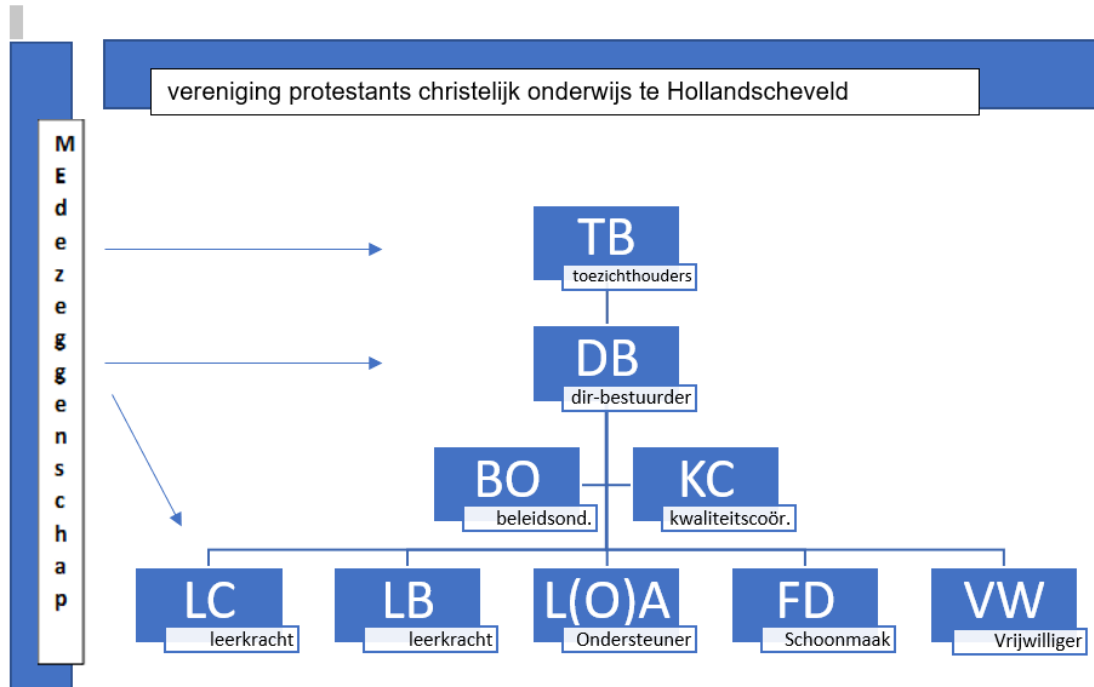 vereniging protestants christelijk onderwijs te Hollandscheveld
MEdezeggenschap
TB
toezichthouders
DB
dir-bestuurder
BO
beleidsond.
KC
kwaliteitscoör.
LC
leerkracht
LB
leerkracht
L(O)A
Ondersteuner
FD
Schoonmaak
VW
Vrijwilliger